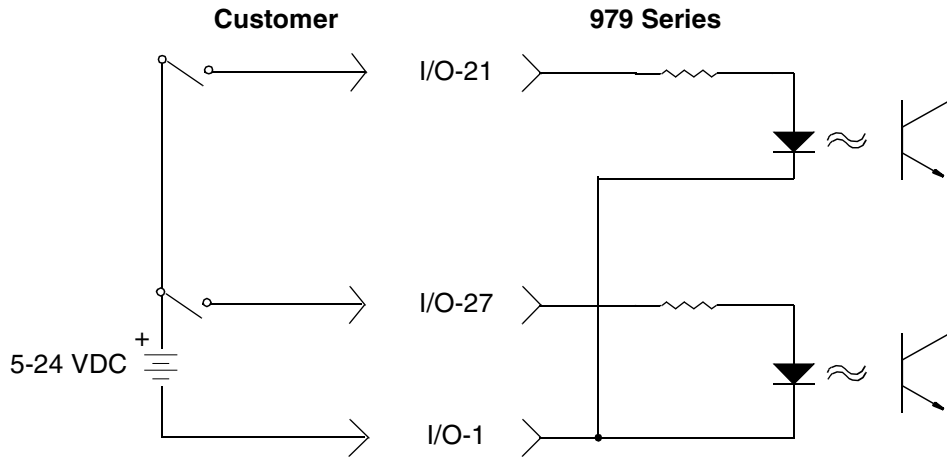 Customer
979 Series
I/O-21
I/O-27
+
5-24 VDC
I/O-1